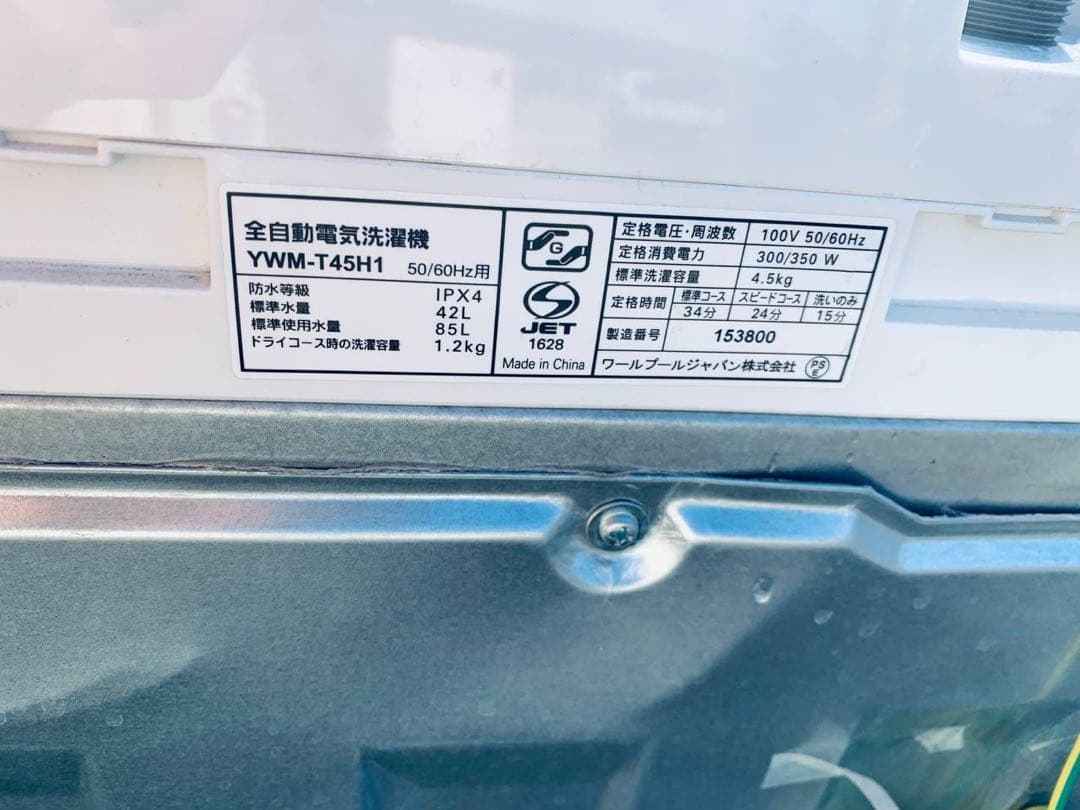 全自動電気洗濯機
YWM-T45H1 50/60Hz用
防水等級 IPX4
標準水量 42L
標準使用水量 85L
ドライコース時の洗濯容量 1.2kg
G
S
JET
1628
Made in China
定格電圧・周波数 100V 50/60Hz
定格消費電力 300/350 W
標準洗濯容量 4.5kg
定格時間 標準コース スピードコース 洗いのみ
34分 24分 15分
製造番号 153800
ワールプールジャパン株式会社 PS
E